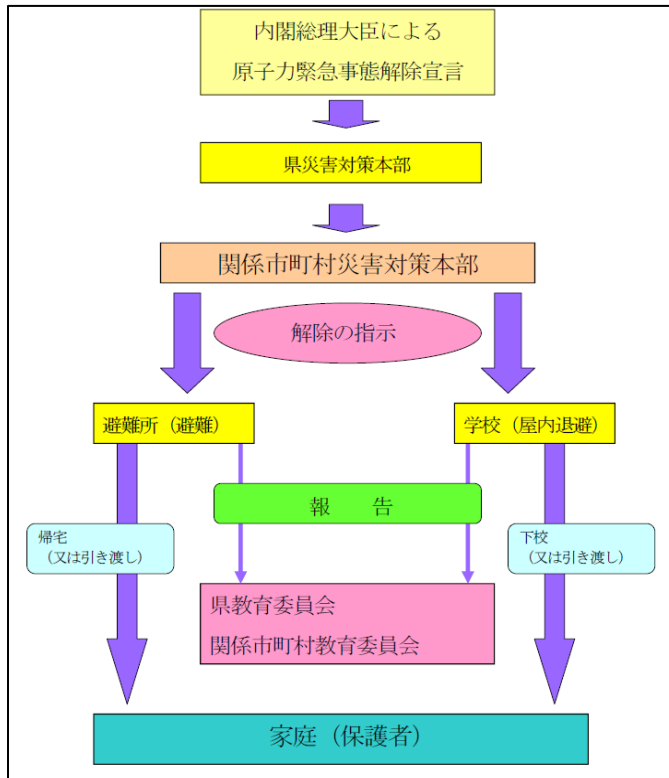 内閣総理大臣による
原子力緊急事態解除宣言
県災害対策本部
関係市町村災害対策本部
解除の指示
避難所（避難）
学校（屋内退避）
報　　告
帰宅
（又は引き渡し）
下校
（又は引き渡し）
県教育委員会
関係市町村教育委員会
家庭（保護者）